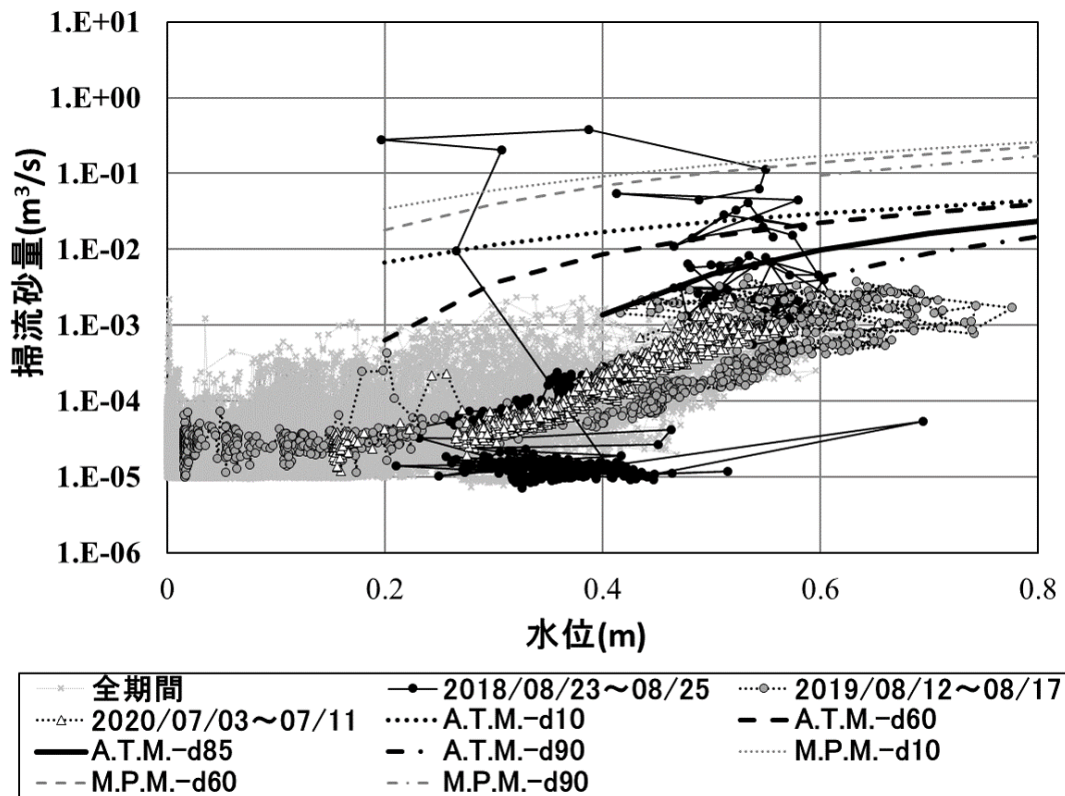 1.E+01
1.E+00
1.E-01
1.E-02
1.E-03
1.E-04
1.E-05
1.E-06
掃流砂量(m³/s)
0 0.2 0.4 0.6 0.8
水位(m)
全期間 2018/08/23～08/25 2019/08/12～08/17
2020/07/03～07/11 A.T.M.-d10 A.T.M.-d60
A.T.M.-d85 A.T.M.-d90 M.P.M.-d10
M.P.M.-d60 M.P.M.-d90